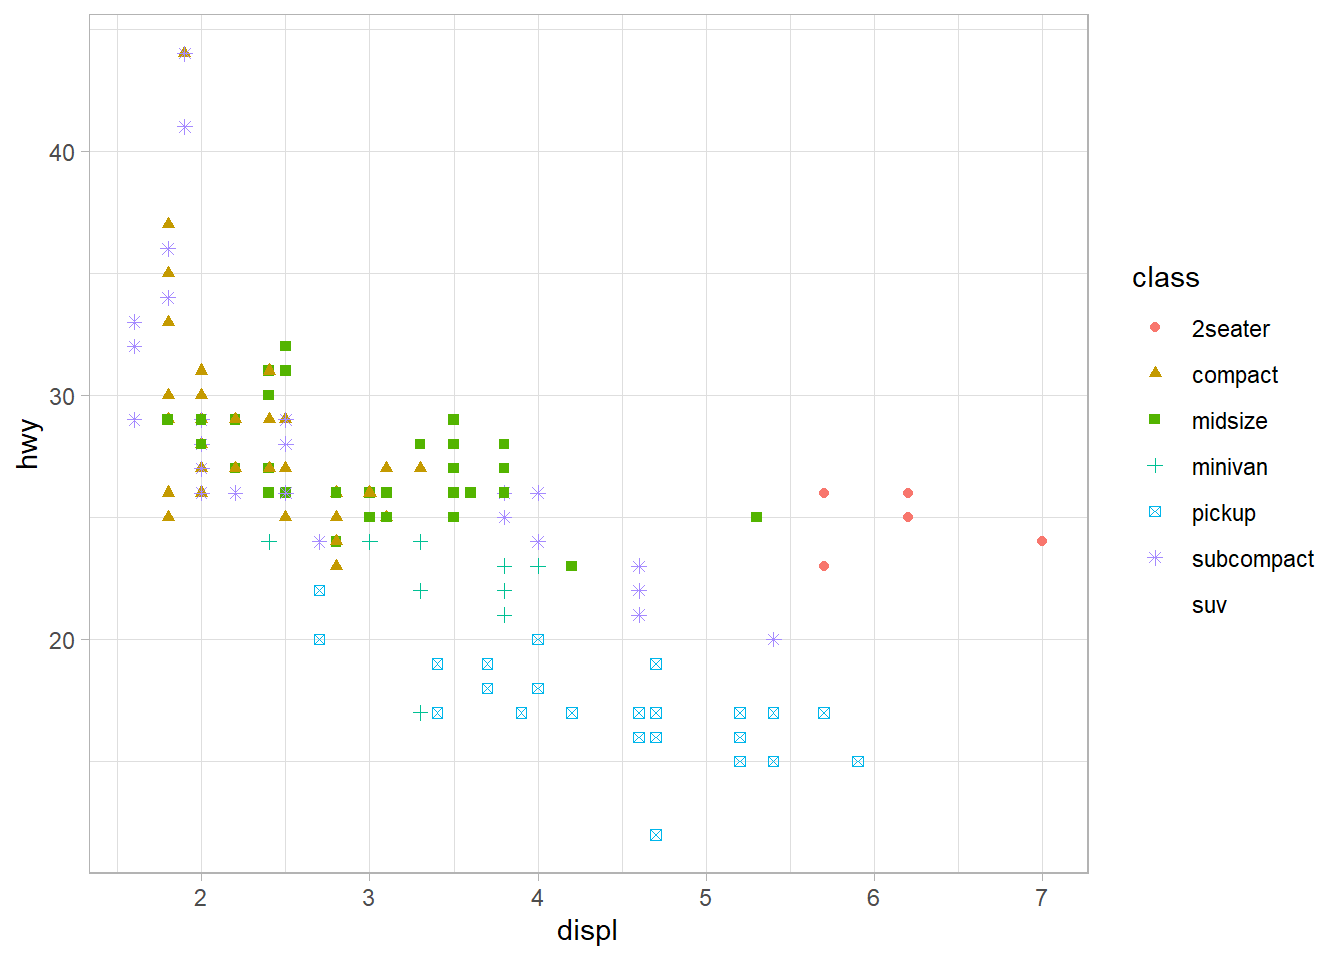 40
30
20
hwy
2 3 4 5 6 7
displ
class
2seater
compact
midsize
minivan
pickup
subcompact
suv